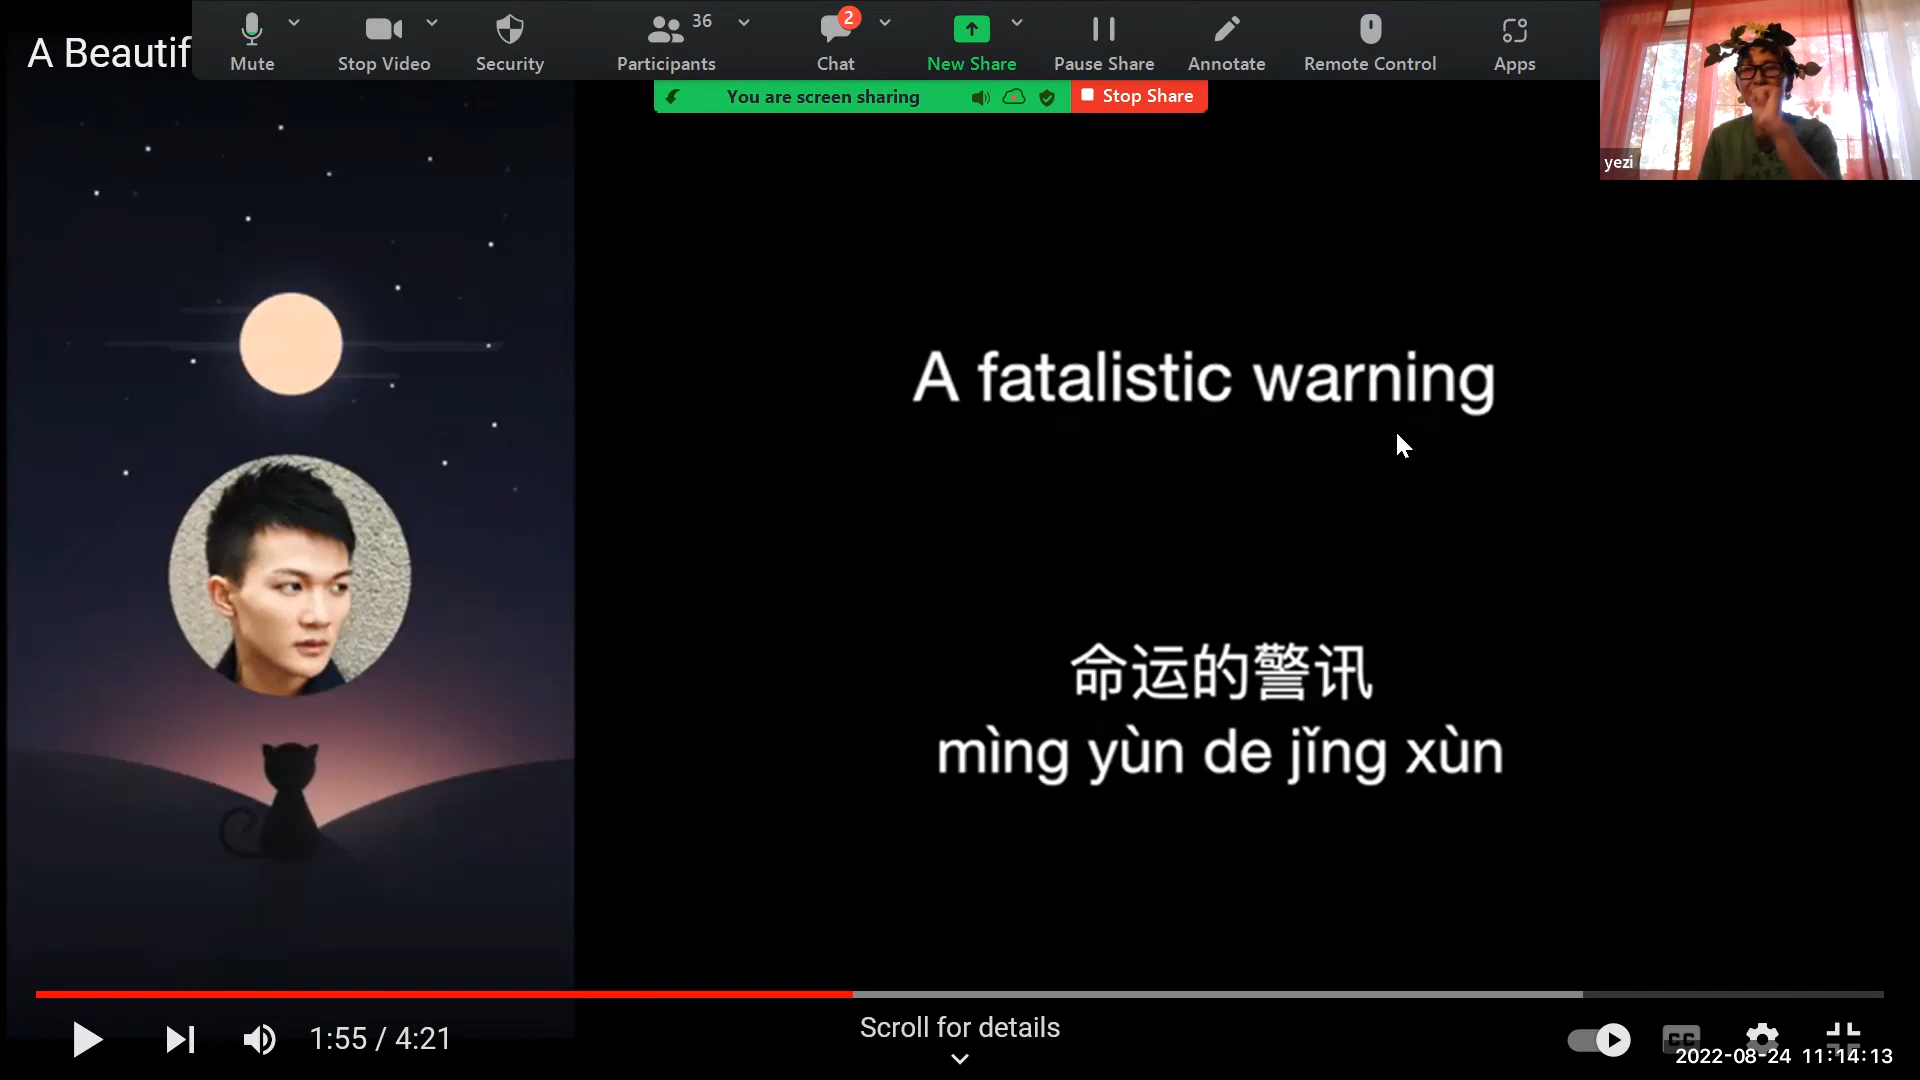 A Beautif
Mute
Stop Video
Security
Participants
36
Chat
2
New Share
Pause Share
Annotate
Remote Control
Apps
You are screen sharing
Stop Share
yezi
A fatalistic warning
命运的警讯
mìng yùn de jǐng xùn
1:55 / 4:21
Scroll for details
CC
2022-08-24 11:14:13